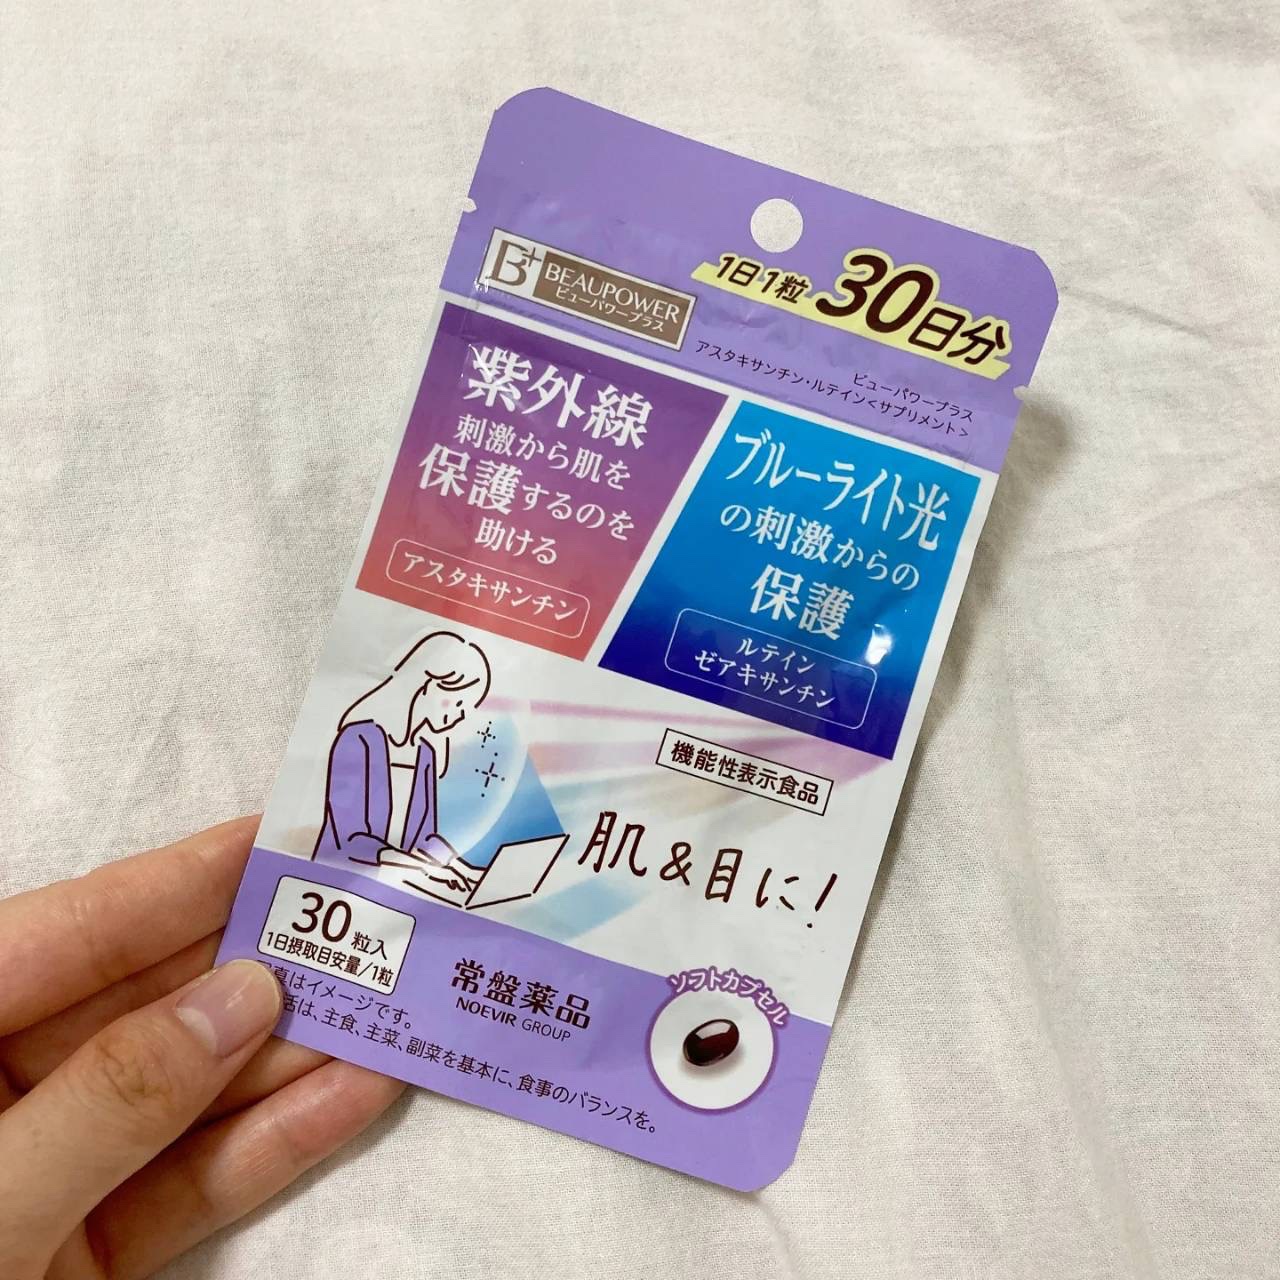 B+ BEAUPOWER
ビューパワープラス
1日1粒 30日分
ビューパワープラス
アスタキサンチン・ルテイン<サプリメント>
紫外線
刺激から肌を
保護するのを
助ける
アスタキサンチン
ブルーライト光
の刺激からの
保護
ルテイン
ゼアキサンチン
機能性表示食品
肌&目に!
30粒入
1日摂取目安量/1粒
真はイメージです。
活は、主食、主菜、副菜を基本に、食事のバランスを。
常盤薬品
NOEVIR GROUP
ソフトカプセル